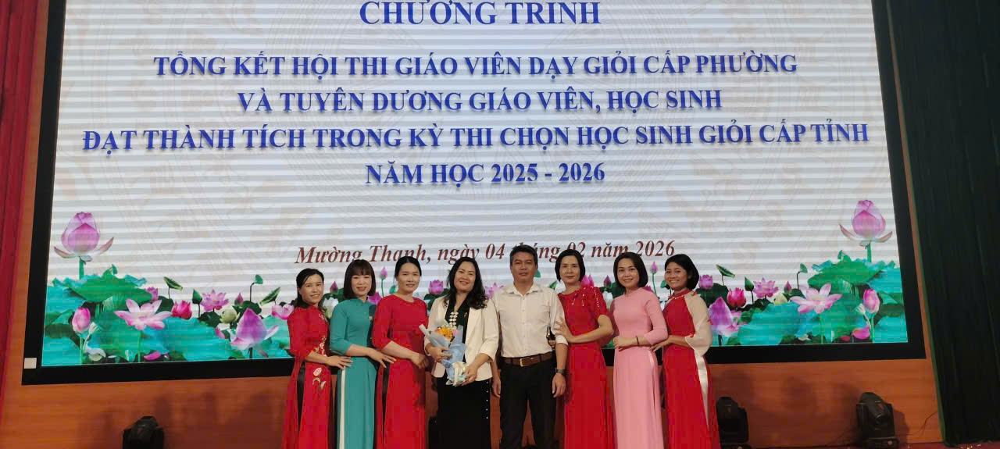 CHƯƠNG TRÌNH
TỔNG KẾT HỘI THI GIÁO VIÊN DẠY GIỎI CẤP PHƯỜNG
VÀ TUYÊN DƯƠNG GIÁO VIÊN, HỌC SINH
ĐẠT THÀNH TÍCH TRONG KỲ THI CHỌN HỌC SINH GIỎI CẤP TỈNH
NĂM HỌC 2025 - 2026
Mường Thanh, ngày 04 tháng 02 năm 2026